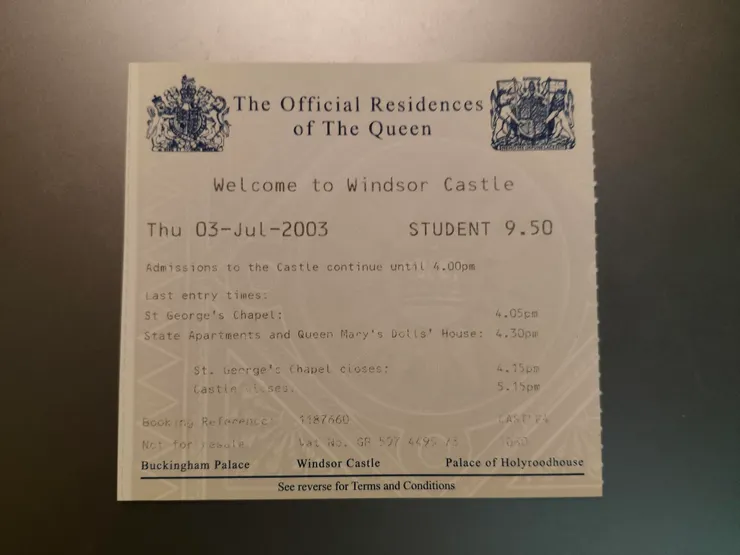 The Official Residences
of The Queen
Welcome to Windsor Castle
Thu 03-Jul-2003 STUDENT 9.50
Admissions to the Castle continue until 4.00pm
Last entry times:
St George's Chapel: 4.05pm
State Apartments and Queen Mary's Dolls' House: 4.30pm
St. George's Chapel closes: 4.15pm
Castle closes: 5.15pm
Booking Reference: 1187660
Not for resale. Vat No. GB
Buckingham Palace Windsor Castle Palace of Holyroodhouse
See reverse for Terms and Conditions